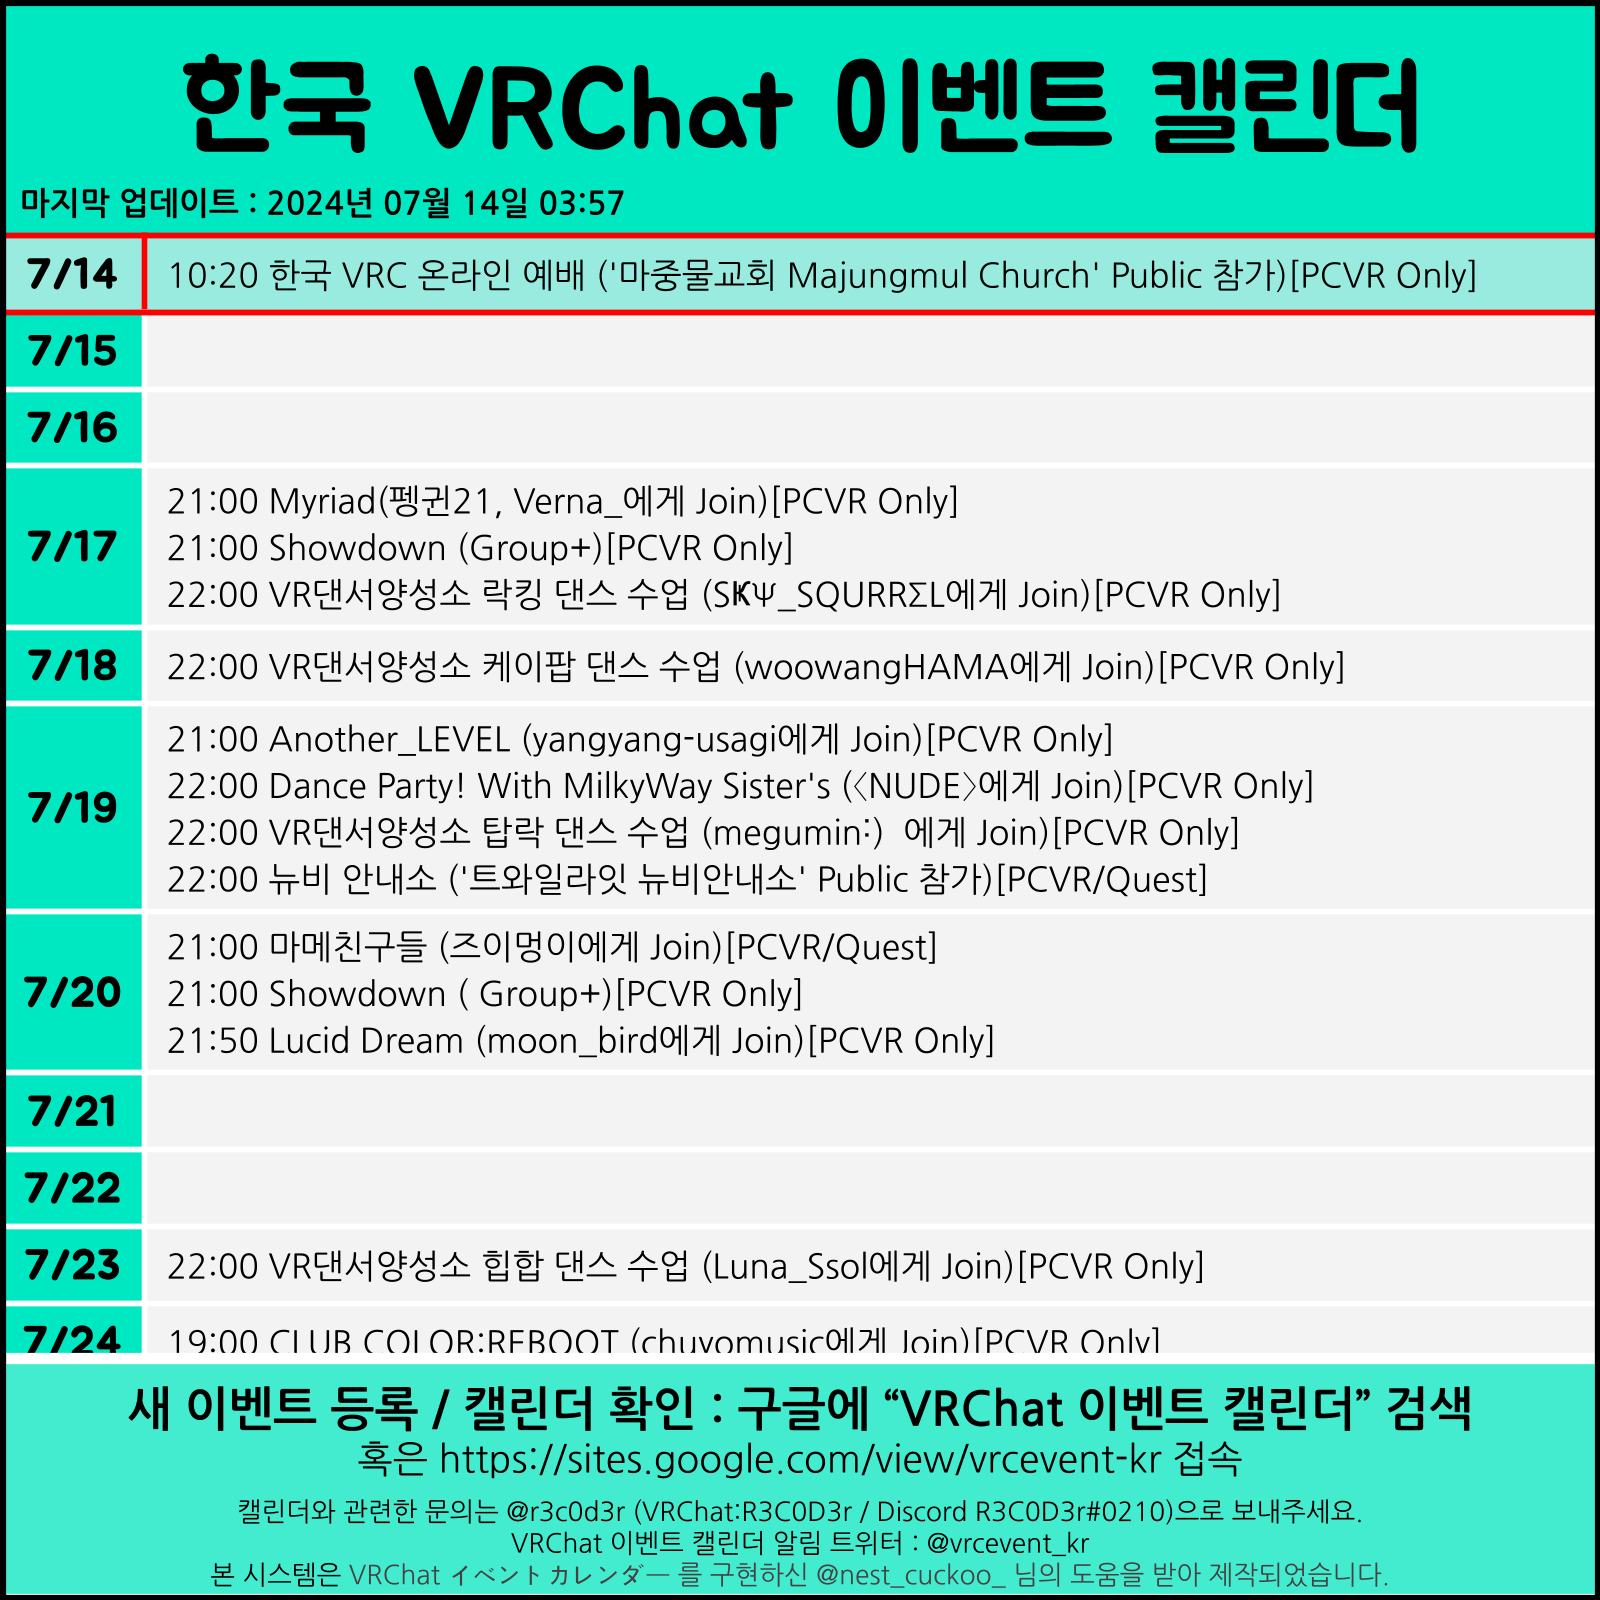 한국 VRChat 이벤트 캘린더
마지막 업데이트 : 2024년 07월 14일 03:57
7/14 10:20 한국 VRC 온라인 예배 ('마중물교회 Majungmul Church' Public 참가)[PCVR Only]
7/15
7/16
7/17
21:00 Myriad(펭귄21, Verna_에게 Join)[PCVR Only]
21:00 Showdown (Group+)[PCVR Only]
22:00 VR댄서양성소 락킹 댄스 수업 (SҜΨ_SQURRΣL에게 Join)[PCVR Only]
7/18 22:00 VR댄서양성소 케이팝 댄스 수업 (woowangHAMA에게 Join)[PCVR Only]
7/19
21:00 Another_LEVEL (yangyang-usagi에게 Join)[PCVR Only]
22:00 Dance Party! With MilkyWay Sister's (〈NUDE〉에게 Join)[PCVR Only]
22:00 VR댄서양성소 탑락 댄스 수업 (megumin:)  에게 Join)[PCVR Only]
22:00 뉴비 안내소 ('트와일라잇 뉴비안내소' Public 참가)[PCVR/Quest]
7/20
21:00 마메친구들 (즈이멍이에게 Join)[PCVR/Quest]
21:00 Showdown ( Group+)[PCVR Only]
21:50 Lucid Dream (moon_bird에게 Join)[PCVR Only]
7/21
7/22
7/23 22:00 VR댄서양성소 힙합 댄스 수업 (Luna_Ssol에게 Join)[PCVR Only]
7/24 19:00 CLUB COLOR:REBOOT (chuyomusic에게 Join)[PCVR Only]
새 이벤트 등록 / 캘린더 확인 : 구글에 “VRChat 이벤트 캘린더” 검색
혹은 https://sites.google.com/view/vrcevent-kr 접속
캘린더와 관련한 문의는 @r3c0d3r (VRChat:R3C0D3r / Discord R3C0D3r#0210)으로 보내주세요.
VRChat 이벤트 캘린더 알림 트위터 : @vrcevent_kr
본 시스템은 VRChat イベントカレンダー 를 구현하신 @nest_cuckoo_ 님의 도움을 받아 제작되었습니다.